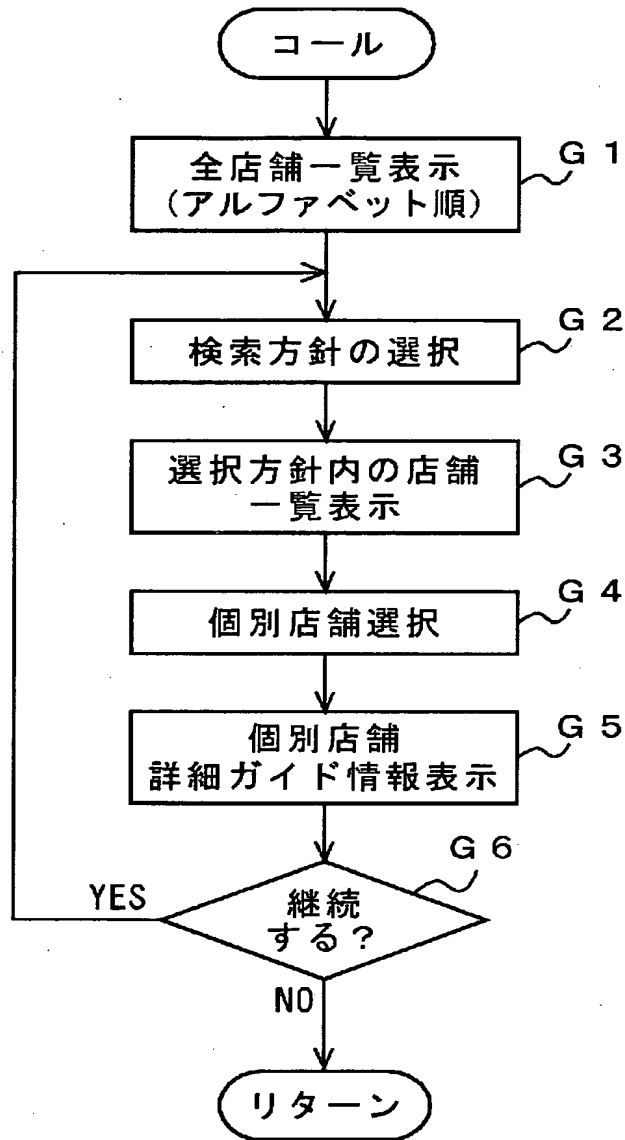 コール
全店舗一覧表示
(アルファベット順)
G1
検索方針の選択
G2
選択方針内の店舗
一覧表示
G3
個別店舗選択
G4
個別店舗
詳細ガイド情報表示
G5
継続
する?
G6
YES
NO
リターン